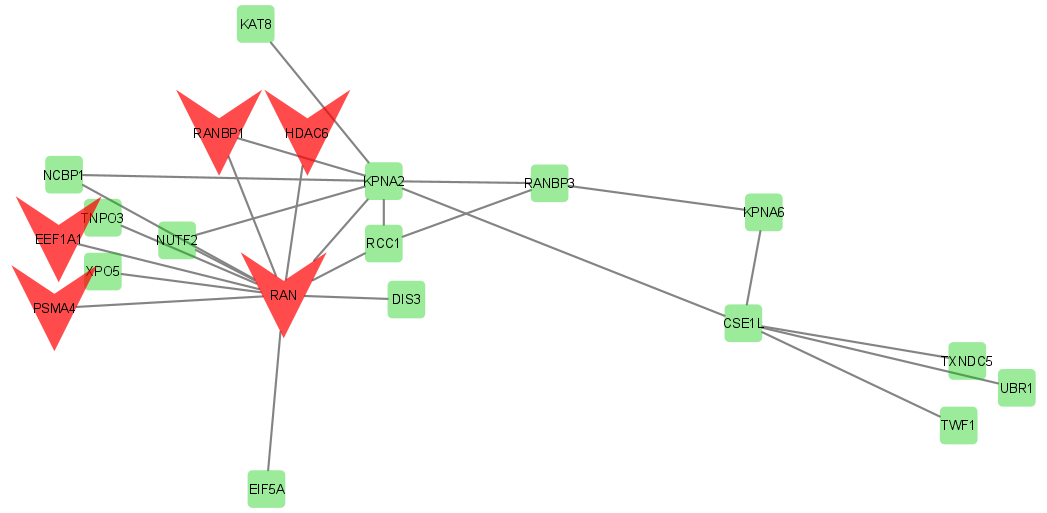 KAT8
RANBP1
HDAC6
NCBP1
KPNA2
RANBP3
TNPO3
KPNA6
EEF1A1
NUTF2
RCC1
XPO5
RAN
DIS3
PSMA4
CSE1L
TXNDC5
UBR1
TWF1
EIF5A